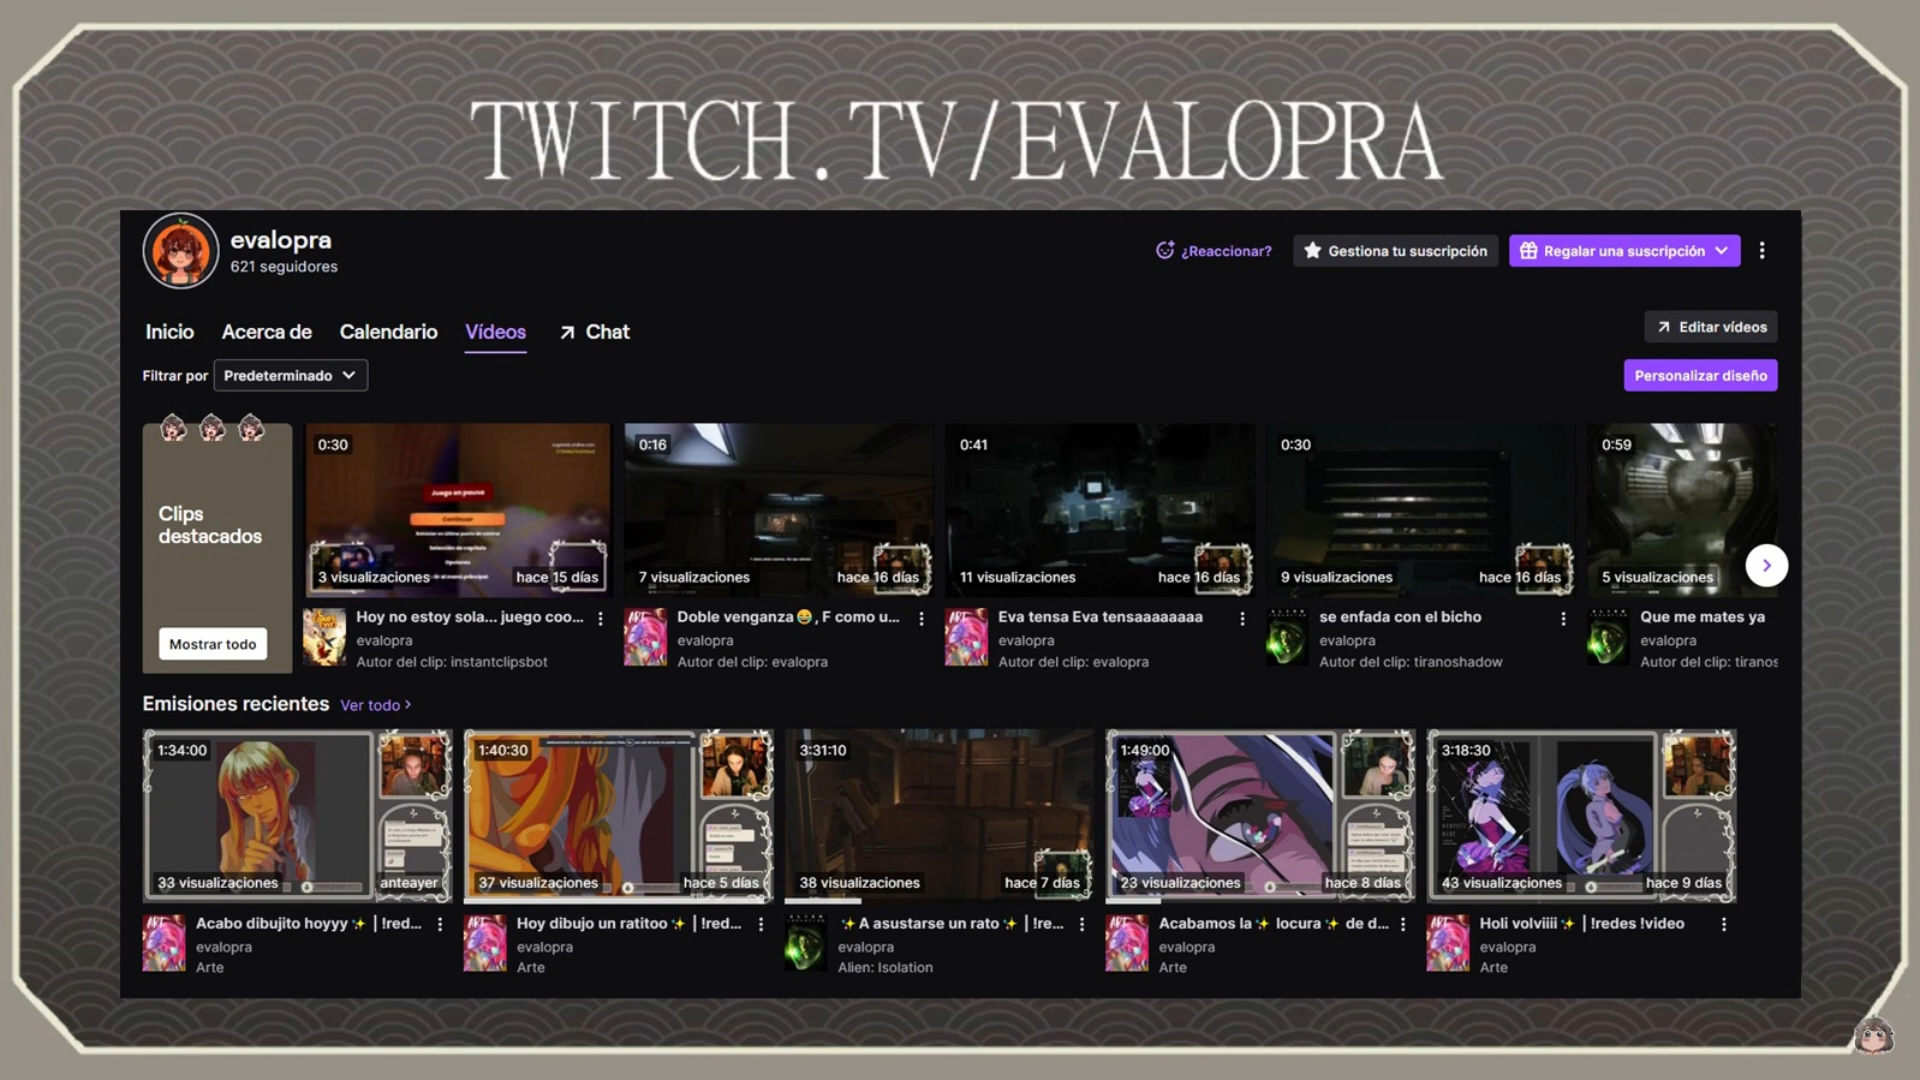 TWITCH.TV/EVALOPRA
evalopra
621 seguidores
¿Reaccionar?
Gestiona tu suscripción
Regalar una suscripción
Inicio
Acerca de
Calendario
Vídeos
Chat
Editar vídeos
Filtrar por
Predeterminado
Personalizar diseño
Clips
destacados
Mostrar todo
0:30
Juego en pausa
Continuar
3 visualizaciones
hace 15 días
Hoy no estoy sola... juego coo...
evalopra
Autor del clip: instantclipsbot
0:16
7 visualizaciones
hace 16 días
Doble venganza😂, F como u...
evalopra
Autor del clip: evalopra
0:41
11 visualizaciones
hace 16 días
Eva tensa Eva tensaaaaaaaa
evalopra
Autor del clip: evalopra
0:30
9 visualizaciones
hace 16 días
se enfada con el bicho
evalopra
Autor del clip: tiranoshadow
0:59
5 visualizaciones
Que me mates ya
evalopra
Autor del clip: tiranos
Emisiones recientes
Ver todo
1:34:00
33 visualizaciones
anteayer
Acabo dibujito hoyyy✨ | !red...
evalopra
Arte
1:40:30
37 visualizaciones
hace 5 días
Hoy dibujo un ratitoo✨ | !red...
evalopra
Arte
3:31:10
38 visualizaciones
hace 7 días
✨A asustarse un rato✨ | !re...
evalopra
Alien: Isolation
1:49:00
23 visualizaciones
hace 8 días
Acabamos la✨ locura✨ de d...
evalopra
Arte
3:18:30
43 visualizaciones
hace 9 días
Holi volviiii✨ | !redes !video
evalopra
Arte